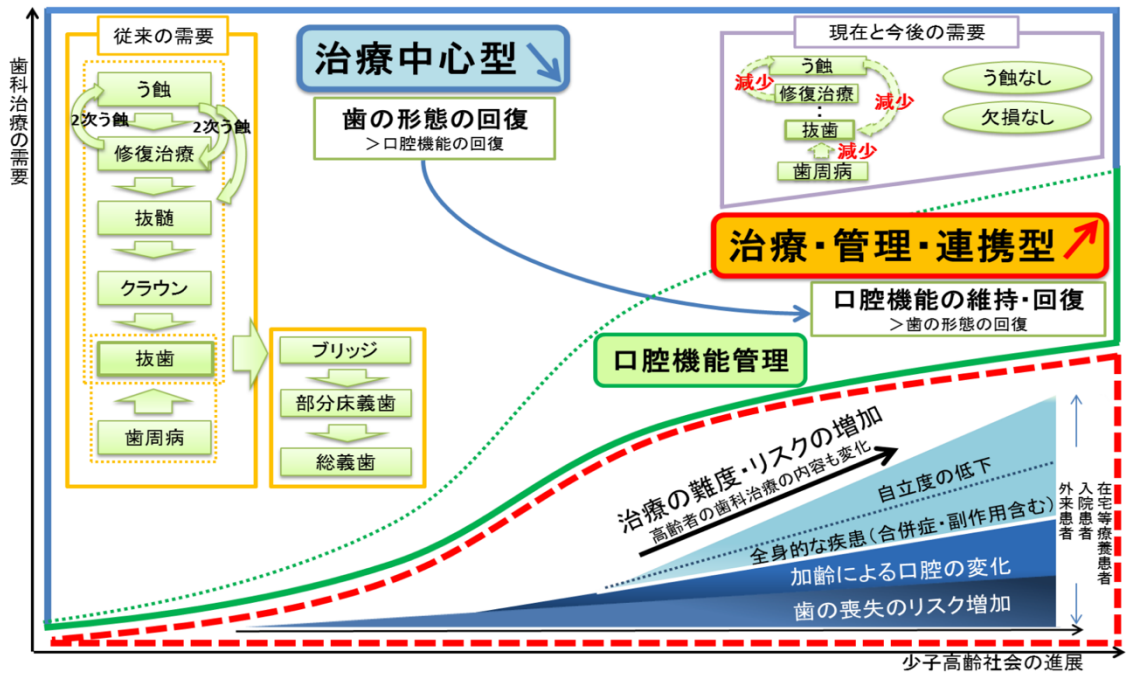 歯科治療の需要
従来の需要
う蝕
2次う蝕
2次う蝕
修復治療
抜髄
クラウン
抜歯
歯周病
ブリッジ
部分床義歯
総義歯
治療中心型
歯の形態の回復
＞口腔機能の回復
現在と今後の需要
う蝕
減少
修復治療
減少
：
抜歯
減少
歯周病
う蝕なし
欠損なし
治療・管理・連携型
口腔機能の維持・回復
＞歯の形態の回復
口腔機能管理
治療の難度・リスクの増加
高齢者の歯科治療の内容も変化
自立度の低下
全身的な疾患（合併症・副作用含む）
加齢による口腔の変化
歯の喪失のリスク増加
在宅等療養患者
入院患者
外来患者
少子高齢社会の進展